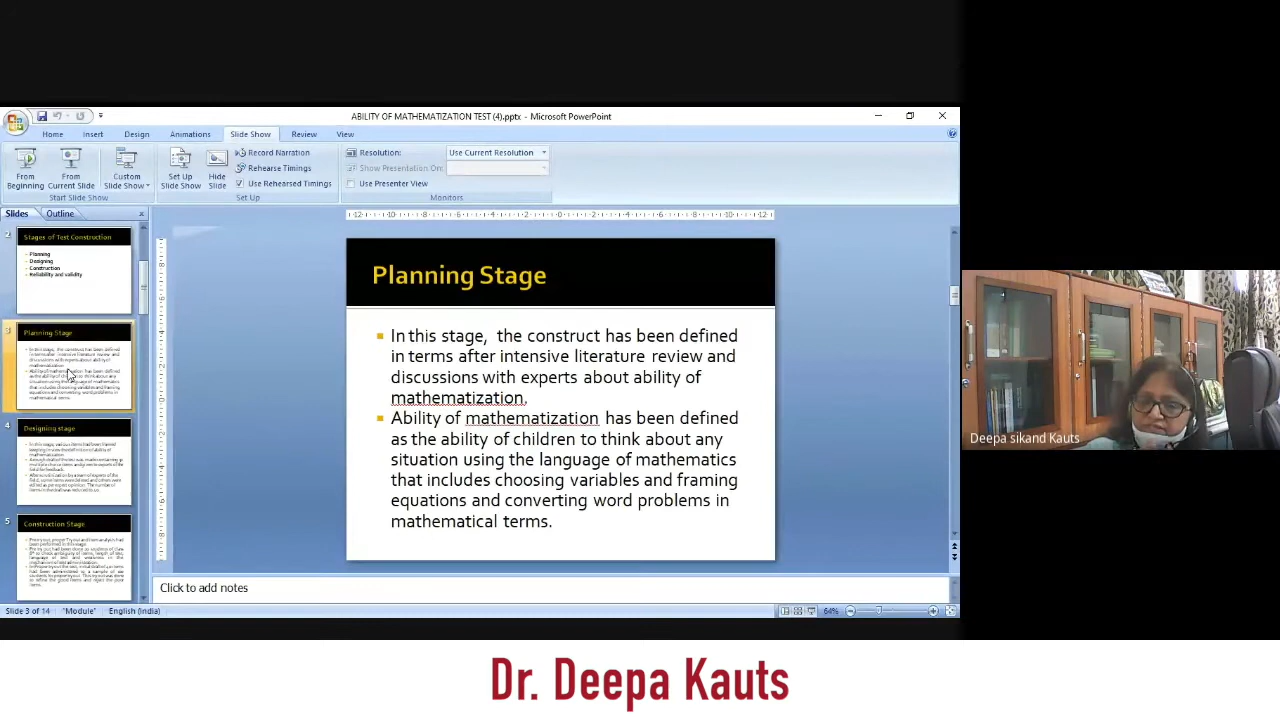 ABILITY OF MATHEMATIZATION TEST (4).pptx - Microsoft PowerPoint
Home Insert Design Animations Slide Show Review View
From Beginning
From Current Slide
Custom Slide Show
Start Slide Show
Set Up Slide Show
Hide Slide
Record Narration
Rehearse Timings
Use Rehearsed Timings
Set Up
Resolution: Use Current Resolution
Show Presentation On:
Use Presenter View
Monitors
Slides Outline
2
Stages of Test Construction
Planning
Designing
Construction
Reliability and validity
3
Planning Stage
4
Designing stage
5
Construction Stage
Planning Stage
In this stage, the construct has been defined
in terms after intensive literature review and
discussions with experts about ability of
mathematization.
Ability of mathematization has been defined
as the ability of children to think about any
situation using the language of mathematics
that includes choosing variables and framing
equations and converting word problems in
mathematical terms.
Click to add notes
Slide 3 of 14 "Module" English (India) 64%
Deepa sikand Kauts
Dr. Deepa Kauts